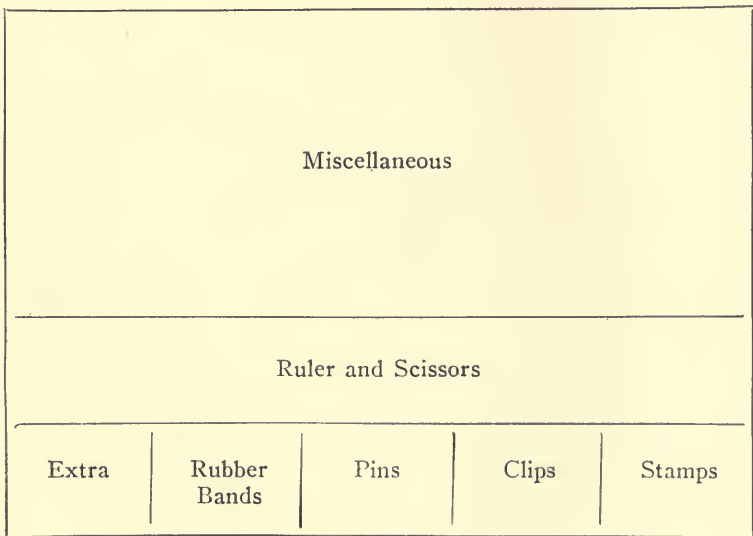 Miscellaneous
Ruler and Scissors
Extra Rubber Bands Pins Clips Stamps